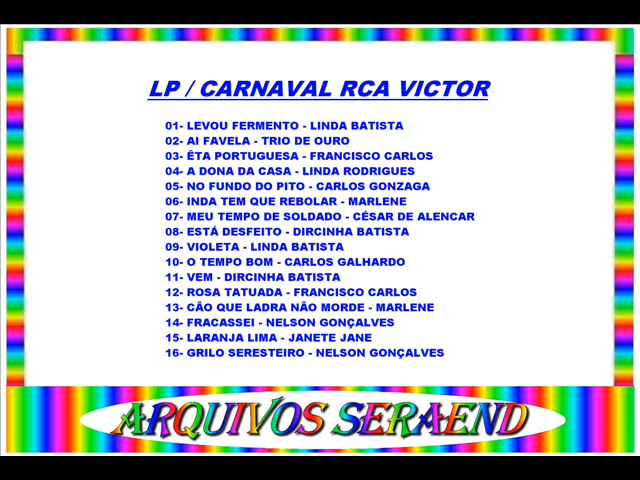 LP / CARNAVAL RCA VICTOR
01- LEVOU FERMENTO - LINDA BATISTA
02- AI FAVELA - TRIO DE OURO
03- ÊTA PORTUGUESA - FRANCISCO CARLOS
04- A DONA DA CASA - LINDA RODRIGUES
05- NO FUNDO DO PITO - CARLOS GONZAGA
06- INDA TEM QUE REBOLAR - MARLENE
07- MEU TEMPO DE SOLDADO - CÉSAR DE ALENCAR
08- ESTÁ DESFEITO - DIRCINHA BATISTA
09- VIOLETA - LINDA BATISTA
10- O TEMPO BOM - CARLOS GALHARDO
11- VEM - DIRCINHA BATISTA
12- ROSA TATUADA - FRANCISCO CARLOS
13- CÃO QUE LADRA NÃO MORDE - MARLENE
14- FRACASSEI - NELSON GONÇALVES
15- LARANJA LIMA - JANETE JANE
16- GRILO SERESTEIRO - NELSON GONÇALVES
ARQUIVOS SERAEND